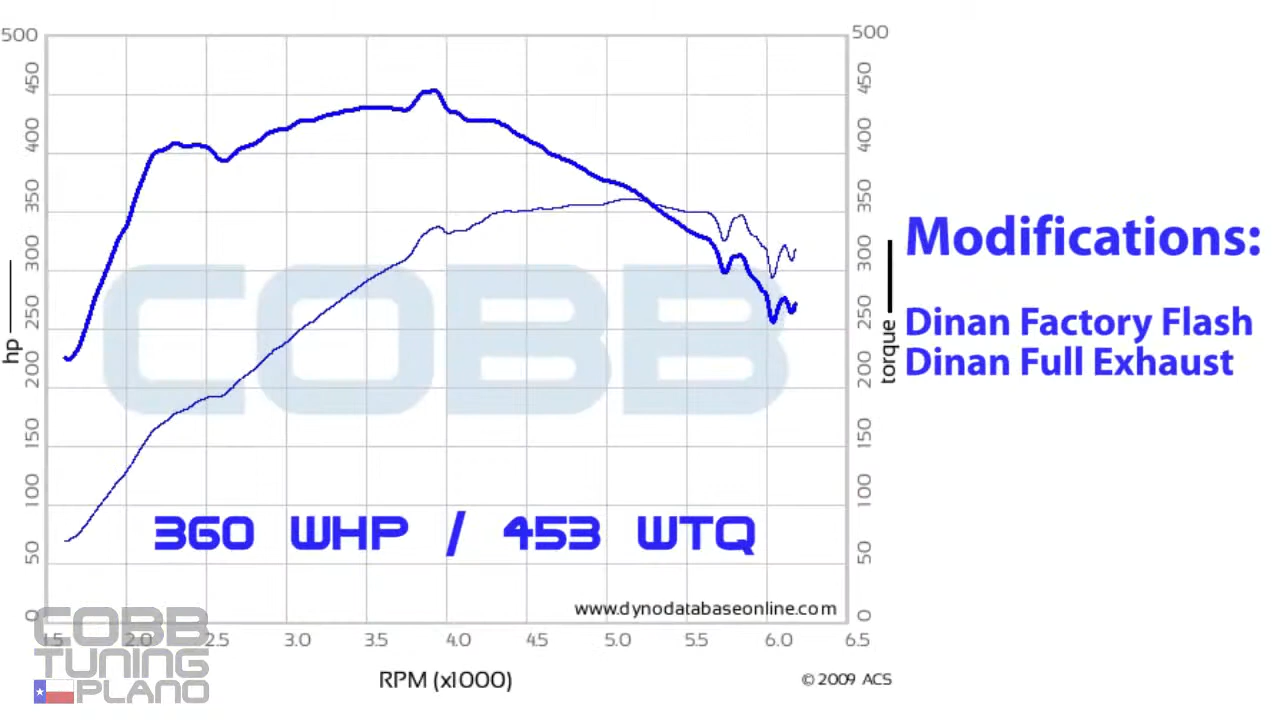 500
450
400
350
300
250
200
150
100
50
0
hp
COBB
500
450
400
350
300
250
200
150
100
50
0
torque
Modifications:
Dinan Factory Flash
Dinan Full Exhaust
360 WHP / 453 WTQ
www.dynodatabaseonline.com
1.5 2.0 2.5 3.0 3.5 4.0 4.5 5.0 5.5 6.0 6.5
RPM (x1000)
© 2009 ACS
COBB
TUNING
PLANO